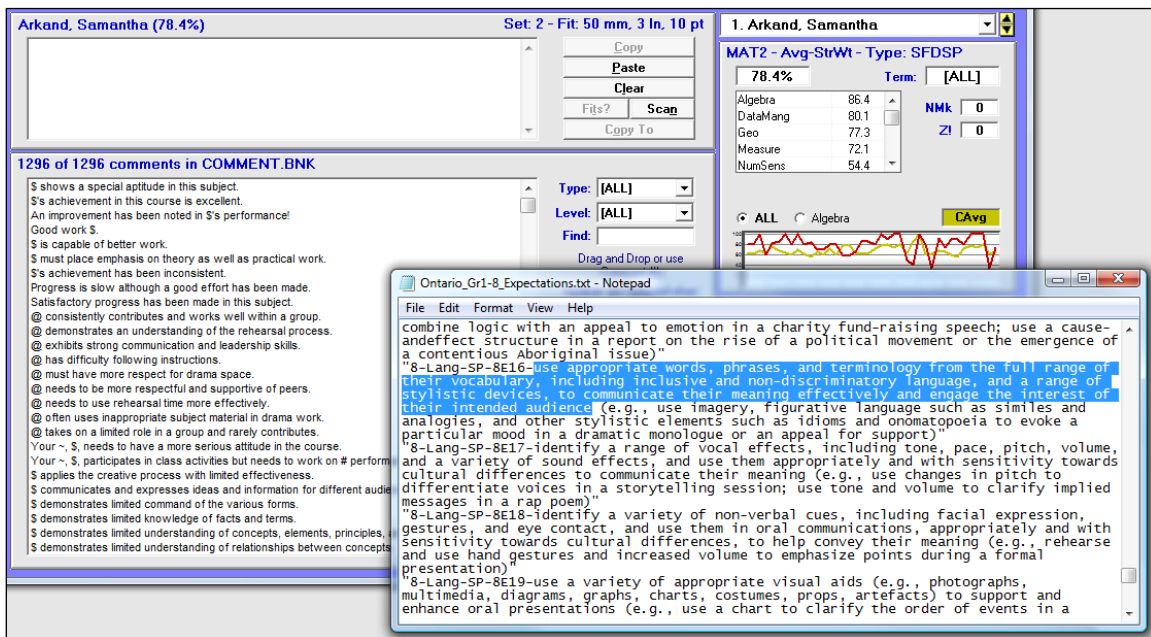 Arkand, Samantha (78.4%)
Set: 2 - Fit: 50 mm, 3 In, 10 pt
Copy
Paste
Clear
Fits?
Scan
Copy To
1. Arkand, Samantha
MAT2 - Avg-StrWt - Type: SFDSP
78.4%
Term:
[ALL]
Algebra 86.4
DataMang 80.1
Geo 77.3
Measure 72.1
NumSens 54.4
NMk 0
Z! 0
ALL
Algebra
CAvg
1296 of 1296 comments in COMMENT.BNK
$ shows a special aptitude in this subject.
$'s achievement in this course is excellent.
An improvement has been noted in $'s performance!
Good work $.
$ is capable of better work.
$ must place emphasis on theory as well as practical work.
$'s achievement has been inconsistent.
Progress is slow although a good effort has been made.
Satisfactory progress has been made in this subject.
@ consistently contributes and works well within a group.
@ demonstrates an understanding of the rehearsal process.
@ exhibits strong communication and leadership skills.
@ has difficulty following instructions.
@ must have more respect for drama space.
@ needs to be more respectful and supportive of peers.
@ needs to use rehearsal time more effectively.
@ often uses inappropriate subject material in drama work.
@ takes on a limited role in a group and rarely contributes.
Your ~, $, needs to have a more serious attitude in the course.
Your ~, $, participates in class activities but needs to work on # perform
$ applies the creative process with limited effectiveness.
$ communicates and expresses ideas and information for different audie
$ demonstrates limited command of the various forms.
$ demonstrates limited knowledge of facts and terms.
$ demonstrates limited understanding of concepts, elements, principles,
$ demonstrates limited understanding of relationships between concepts
Type: [ALL]
Level: [ALL]
Find:
Drag and Drop or use
Ontario_Gr1-8_Expectations.txt - Notepad
File Edit Format View Help
combine logic with an appeal to emotion in a charity fund-raising speech; use a cause-
andeffect structure in a report on the rise of a political movement or the emergence of
a contentious Aboriginal issue)"
"8-Lang-SP-8E16-use appropriate words, phrases, and terminology from the full range of
their vocabulary, including inclusive and non-discriminatory language, and a range of
stylistic devices, to communicate their meaning effectively and engage the interest of
their intended audience (e.g., use imagery, figurative language such as similes and
analogies, and other stylistic elements such as idioms and onomatopoeia to evoke a
particular mood in a dramatic monologue or an appeal for support)"
"8-Lang-SP-8E17-identify a range of vocal effects, including tone, pace, pitch, volume,
and a variety of sound effects, and use them appropriately and with sensitivity towards
cultural differences to communicate their meaning (e.g., use changes in pitch to
differentiate voices in a storytelling session; use tone and volume to clarify implied
messages in a rap poem)"
"8-Lang-SP-8E18-identify a variety of non-verbal cues, including facial expression,
gestures, and eye contact, and use them in oral communications, appropriately and with
sensitivity towards cultural differences, to help convey their meaning (e.g., rehearse
and use hand gestures and increased volume to emphasize points during a formal
presentation)"
"8-Lang-SP-8E19-use a variety of appropriate visual aids (e.g., photographs,
multimedia, diagrams, graphs, charts, costumes, props, artefacts) to support and
enhance oral presentations (e.g., use a chart to clarify the order of events in a